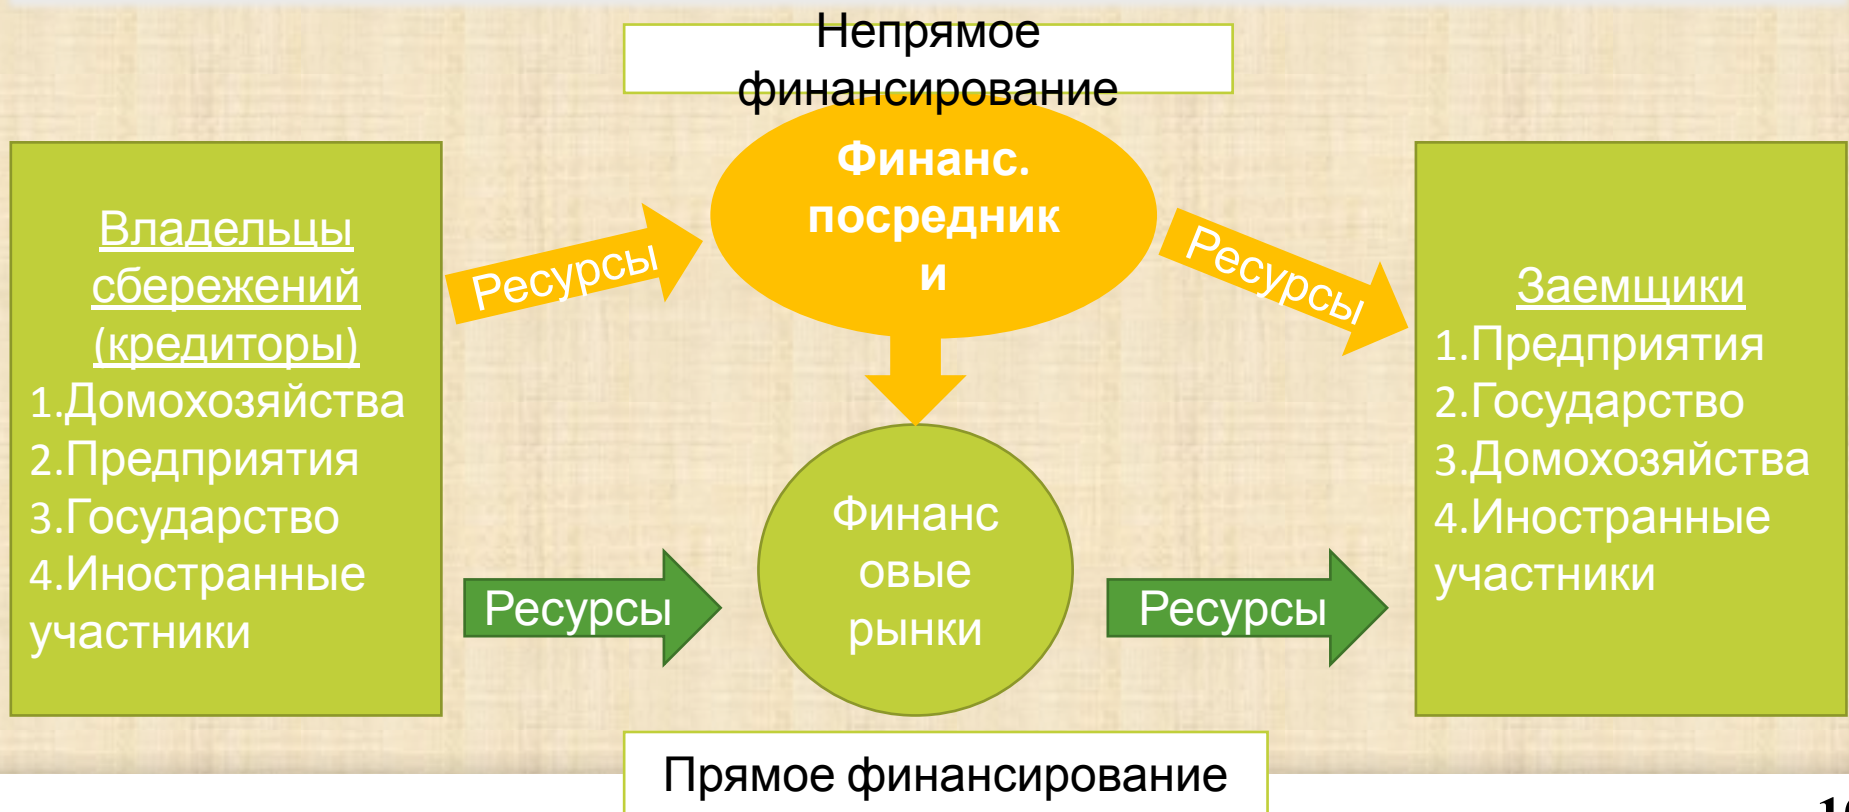 Непрямое
финансирование
Финанс.
посредник
и
Владельцы
сбережений
(кредиторы)
1.Домохозяйства
2.Предприятия
3.Государство
4.Иностранные
участники
Ресурсы
Ресурсы
Заемщики
1.Предприятия
2.Государство
3.Домохозяйства
4.Иностранные
участники
Ресурсы
Финанс
овые
рынки
Ресурсы
Прямое финансирование